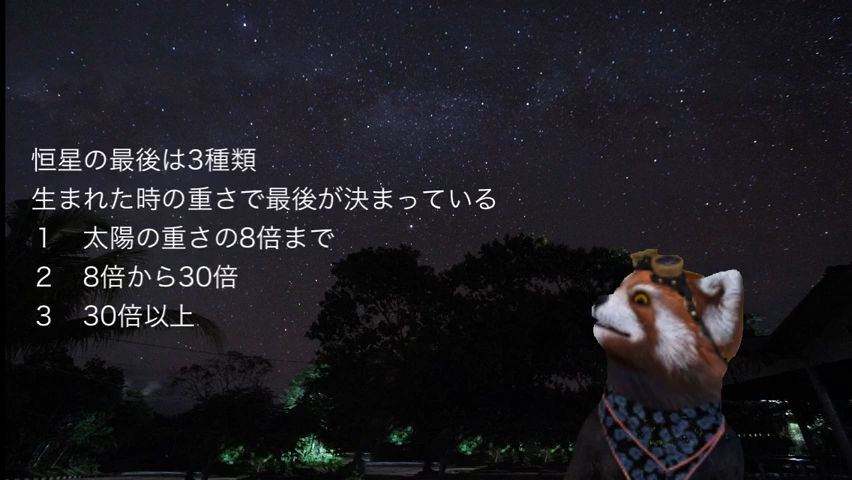 恒星の最後は3種類
生まれた時の重さで最後が決まっている
1　太陽の重さの8倍まで
2　8倍から30倍
3　30倍以上